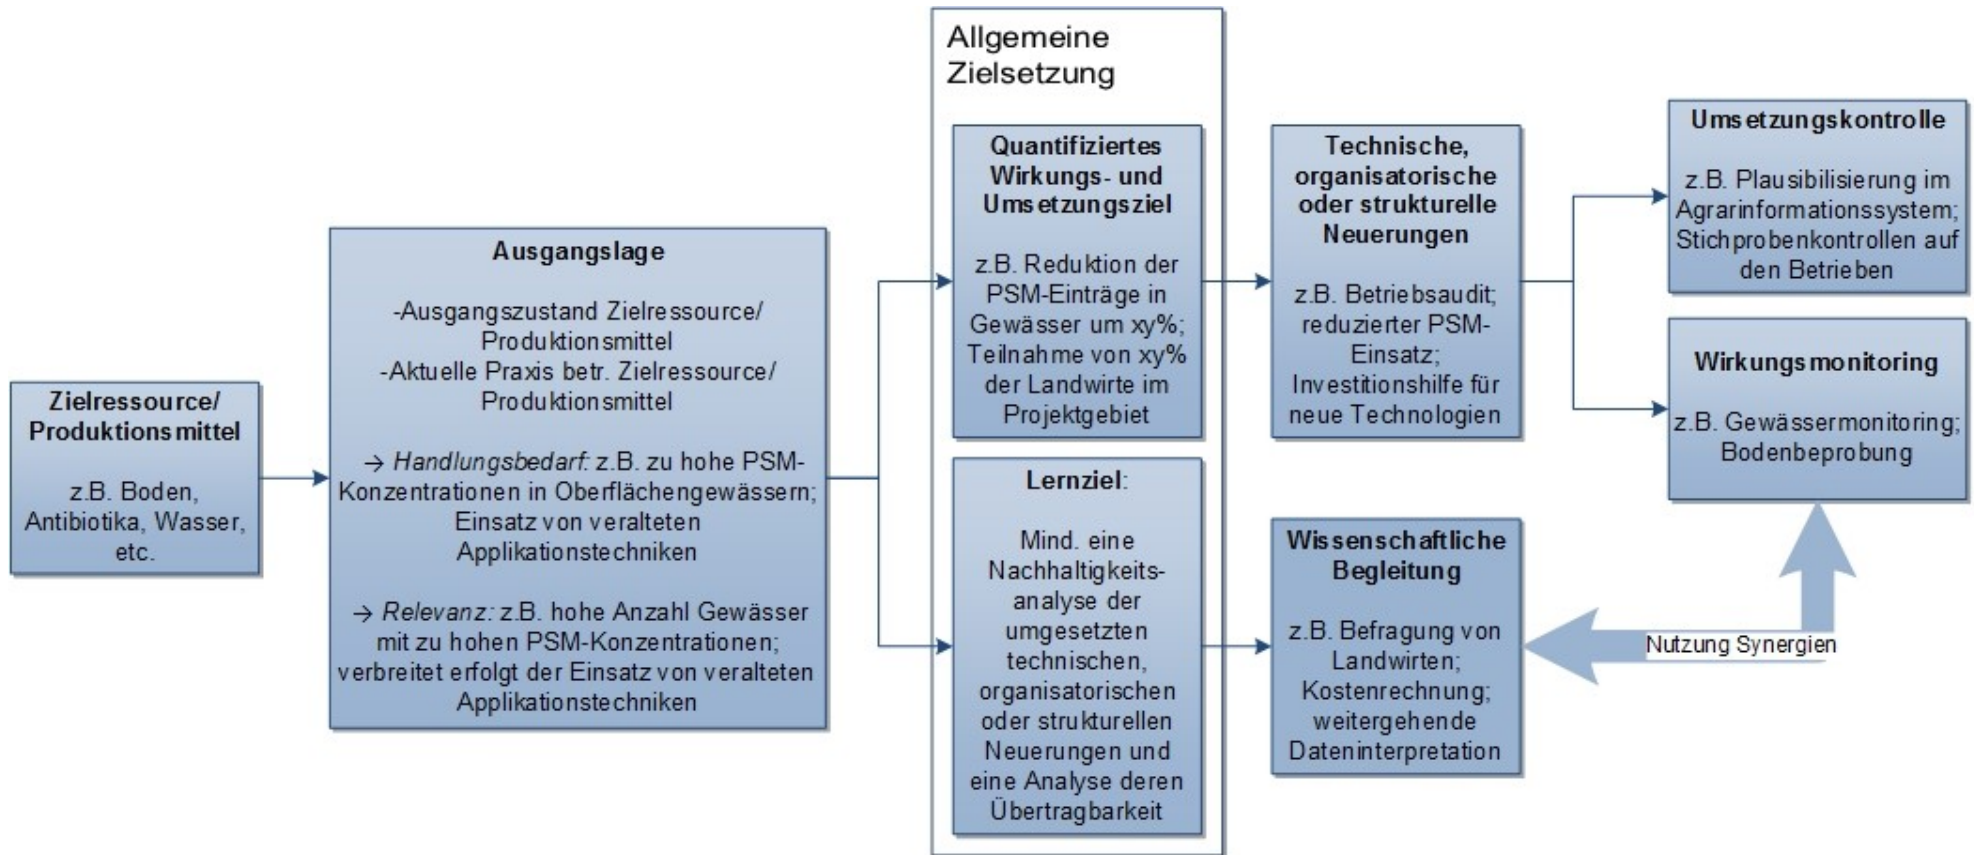 Zielressource/
Produktionsmittel
z.B. Boden,
Antibiotika, Wasser,
etc.
Ausgangslage
-Ausgangszustand Zielressource/
Produktionsmittel
-Aktuelle Praxis betr. Zielressource/
Produktionsmittel
→ Handlungsbedarf: z.B. zu hohe PSM-
Konzentrationen in Oberflächengewässern;
Einsatz von veralteten
Applikationstechniken
→ Relevanz: z.B. hohe Anzahl Gewässer
mit zu hohen PSM-Konzentrationen;
verbreitet erfolgt der Einsatz von veralteten
Applikationstechniken
Allgemeine
Zielsetzung
Quantifiziertes
Wirkungs- und
Umsetzungsziel
z.B. Reduktion der
PSM-Einträge in
Gewässer um xy%;
Teilnahme von xy%
der Landwirte im
Projektgebiet
Lernziel:
Mind. eine
Nachhaltigkeits-
analyse der
umgesetzten
technischen,
organisatorischen
oder strukturellen
Neuerungen und
eine Analyse deren
Übertragbarkeit
Technische,
organisatorische
oder strukturelle
Neuerungen
z.B. Betriebsaudit;
reduzierter PSM-
Einsatz;
Investitionshilfe für
neue Technologien
Wissenschaftliche
Begleitung
z.B. Befragung von
Landwirten;
Kostenrechnung;
weitergehende
Dateninterpretation
Umsetzungskontrolle
z.B. Plausibilisierung im
Agrarinformationssystem;
Stichprobenkontrollen auf
den Betrieben
Wirkungsmonitoring
z.B. Gewässermonitoring;
Bodenbeprobung
Nutzung Synergien